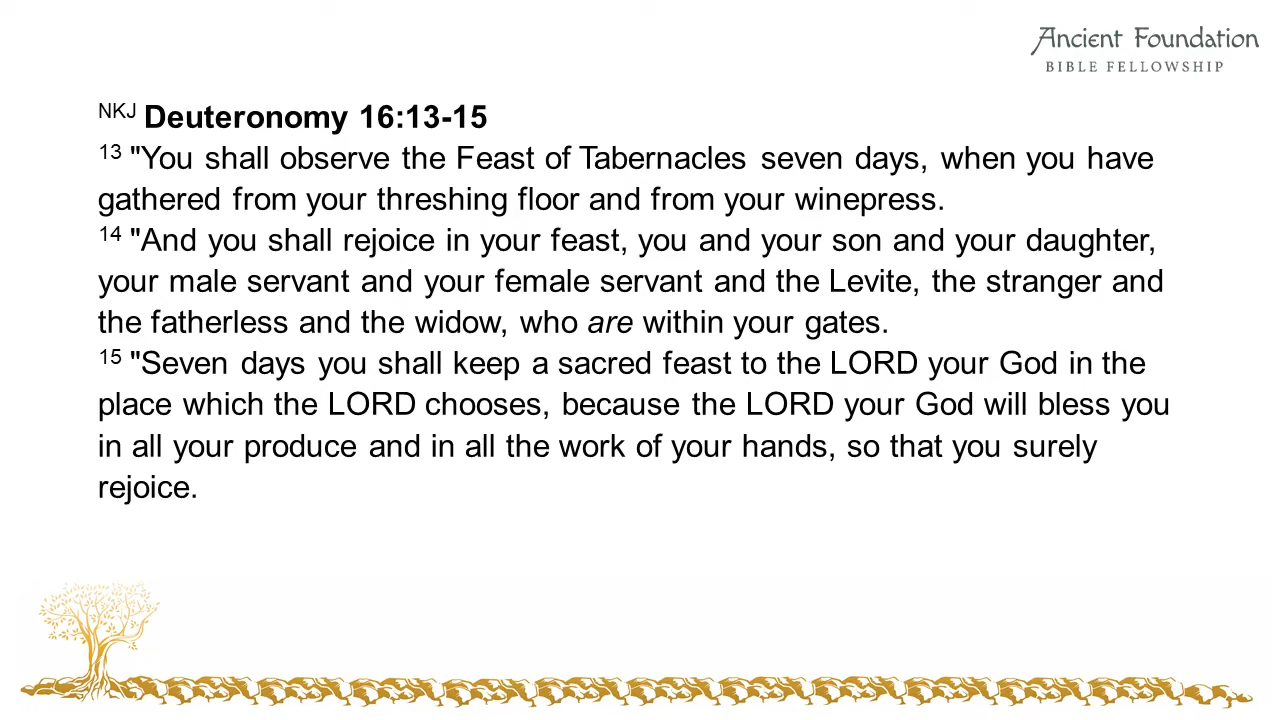 Ancient Foundation
BIBLE FELLOWSHIP
NKJ Deuteronomy 16:13-15
13 "You shall observe the Feast of Tabernacles seven days, when you have
gathered from your threshing floor and from your winepress.
14 "And you shall rejoice in your feast, you and your son and your daughter,
your male servant and your female servant and the Levite, the stranger and
the fatherless and the widow, who are within your gates.
15 "Seven days you shall keep a sacred feast to the LORD your God in the
place which the LORD chooses, because the LORD your God will bless you
in all your produce and in all the work of your hands, so that you surely
rejoice.